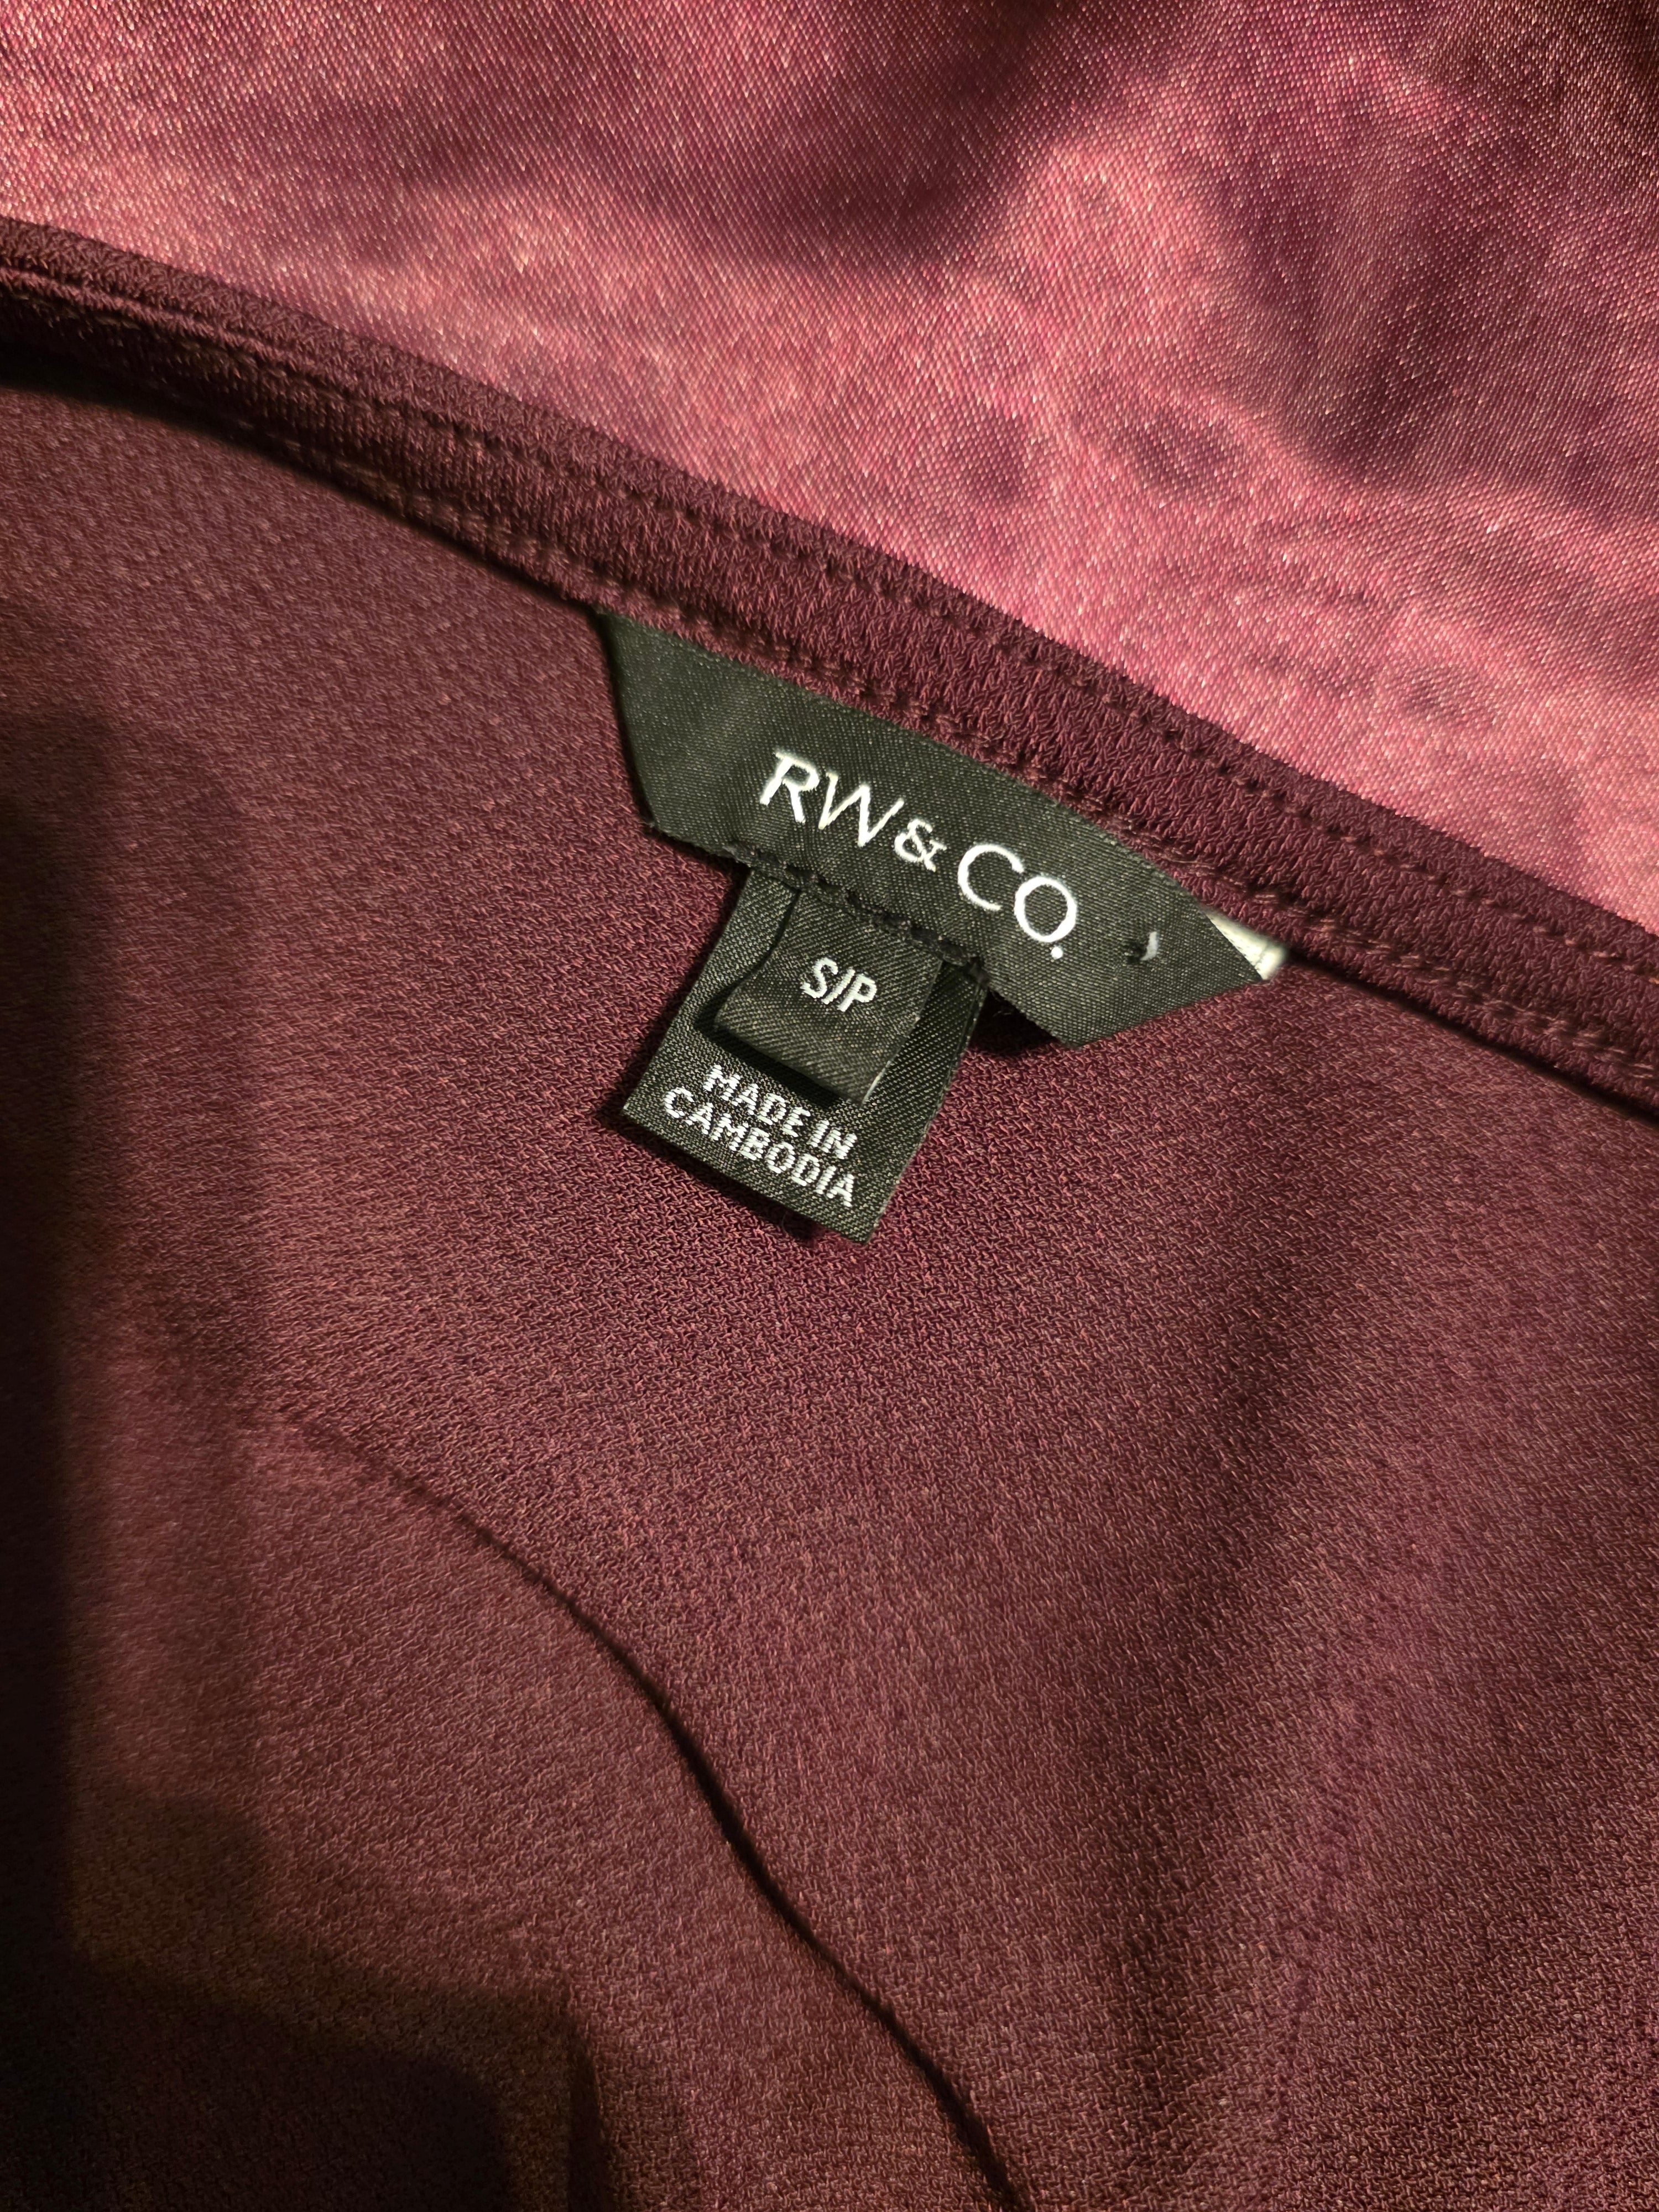 RW & CO.
S/P
MADE IN
CAMBODIA